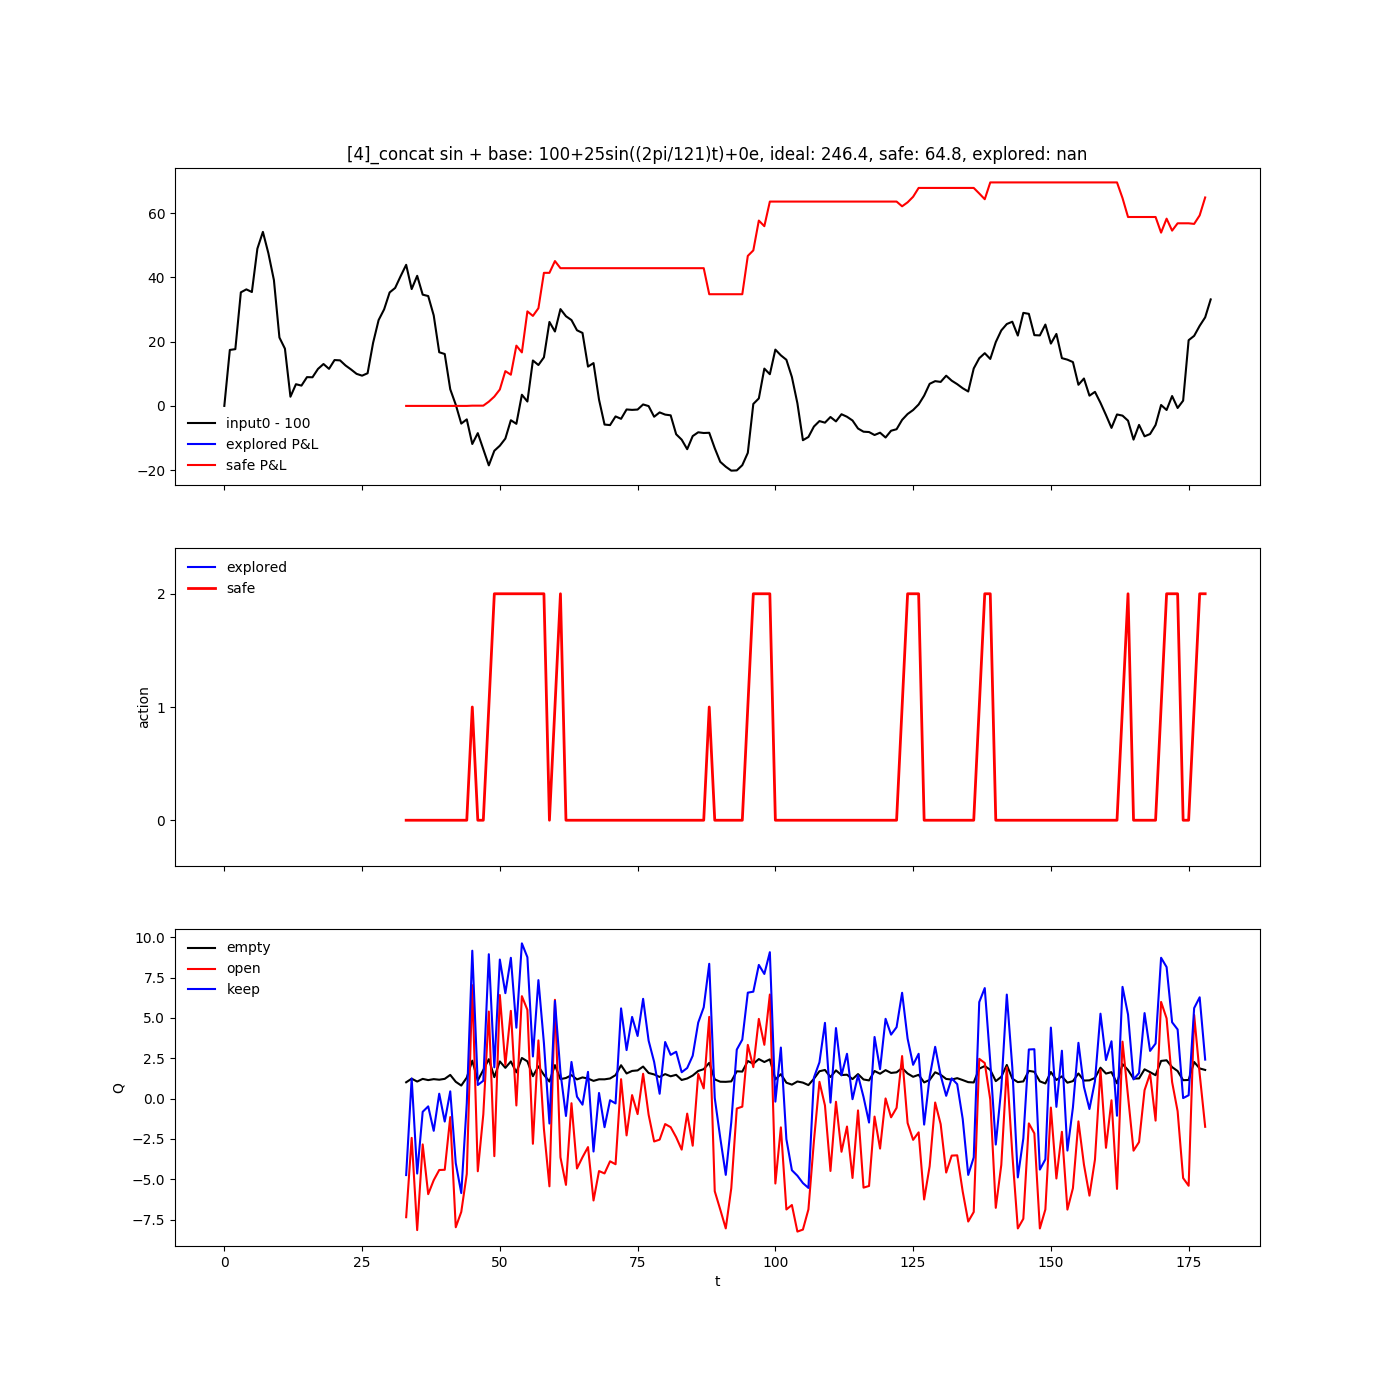 [4]_concat sin + base: 100+25sin((2pi/121)t)+0e, ideal: 246.4, safe: 64.8, explored: nan
60
40
20
0
−20
input0 - 100
explored P&L
safe P&L
explored
safe
2
1
0
action
empty
open
keep
10.0
7.5
5.0
2.5
0.0
−2.5
−5.0
−7.5
Q
0 25 50 75 100 125 150 175
t